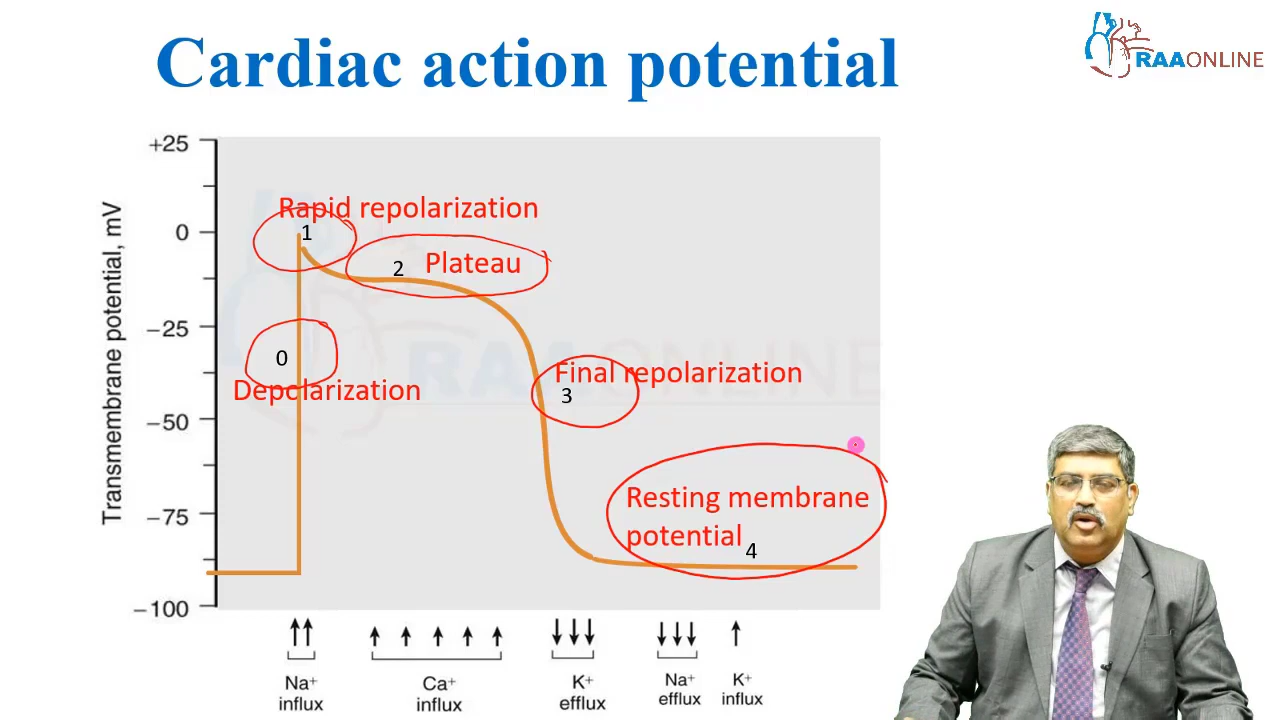 Cardiac action potential
RAAONLINE
+25
0
−25
−50
−75
−100
Transmembrane potential, mV
Rapid repolarization
1
2 Plateau
0
Depolarization
Final repolarization
3
Resting membrane
potential 4
RAAONLINE
Na+
influx
Ca+
influx
K+
efflux
Na+
efflux
K+
influx